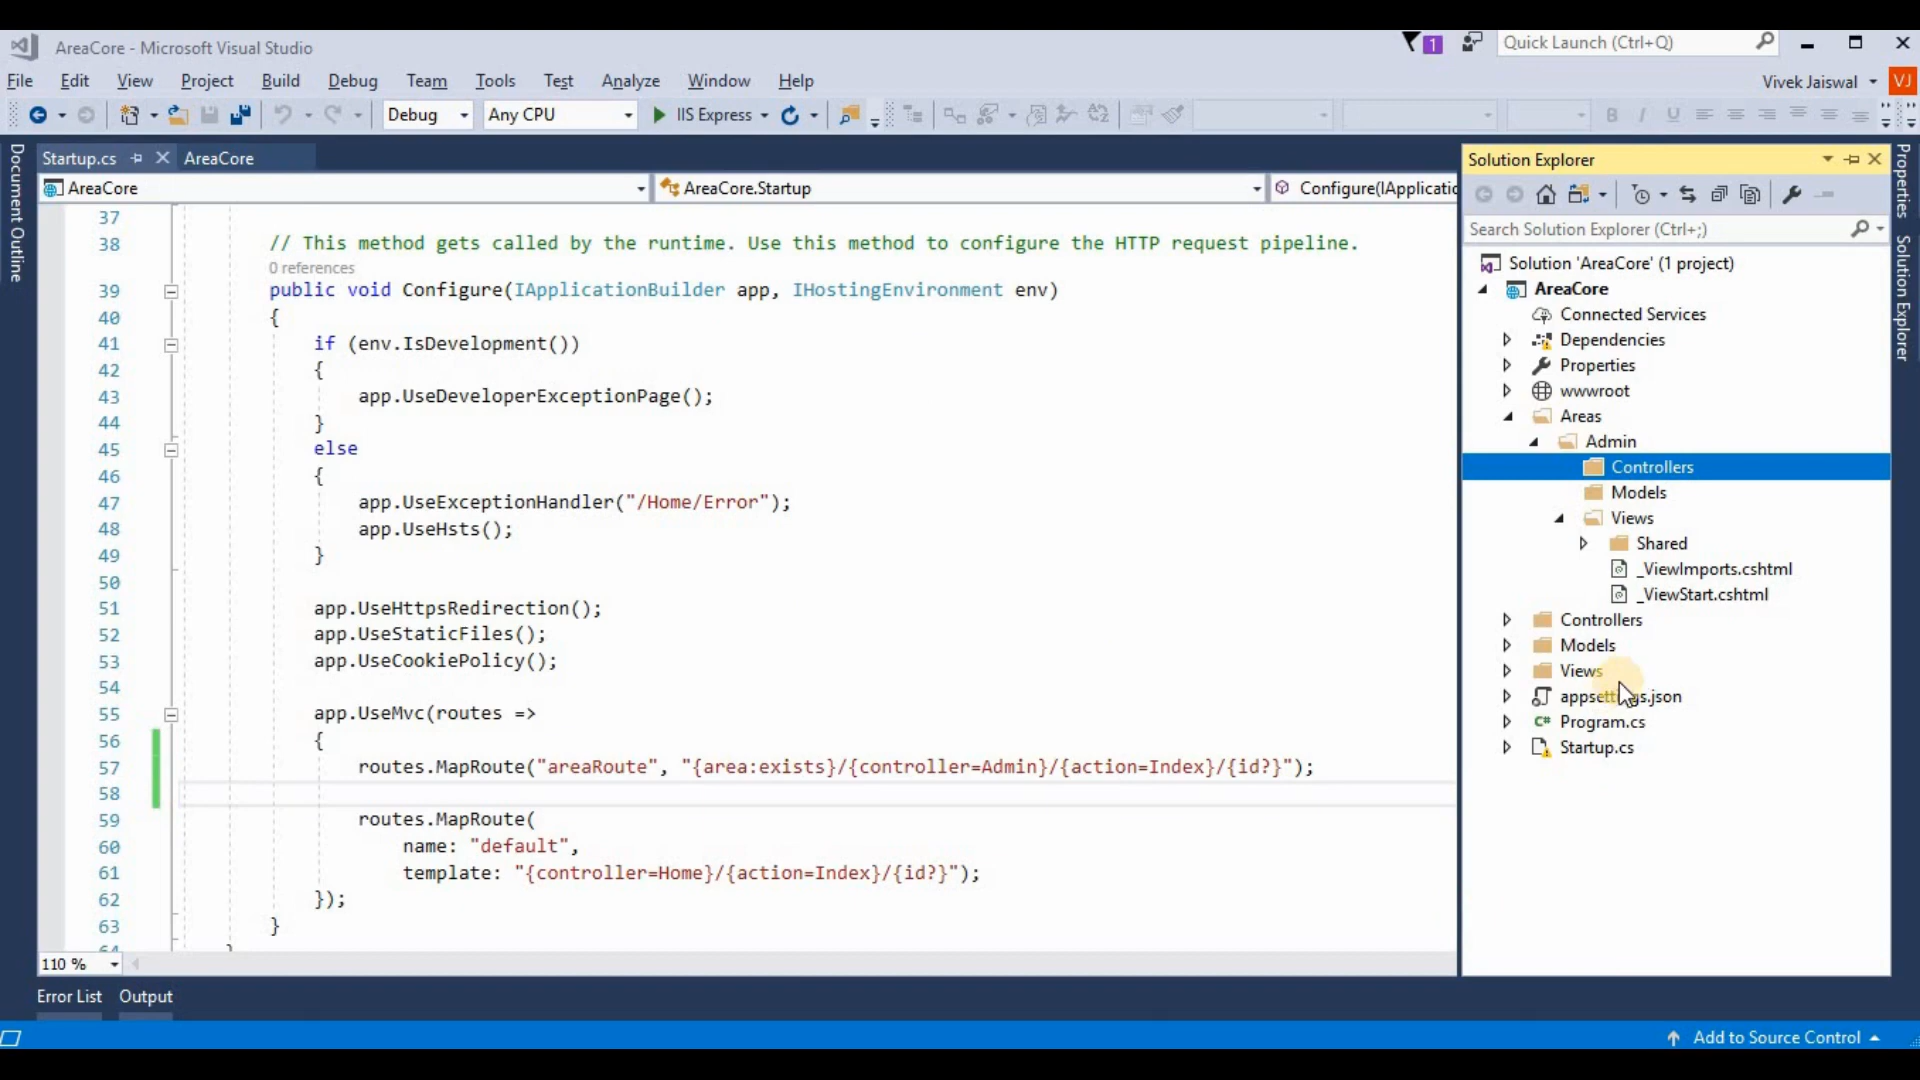 AreaCore - Microsoft Visual Studio
1
Quick Launch (Ctrl+Q)
File Edit View Project Build Debug Team Tools Test Analyze Window Help
Vivek Jaiswal VJ
Debug Any CPU IIS Express
Document Outline
Startup.cs AreaCore
AreaCore AreaCore.Startup Configure(IApplicatio
37
38 // This method gets called by the runtime. Use this method to configure the HTTP request pipeline.
0 references
39 public void Configure(IApplicationBuilder app, IHostingEnvironment env)
40 {
41 if (env.IsDevelopment())
42 {
43 app.UseDeveloperExceptionPage();
44 }
45 else
46 {
47 app.UseExceptionHandler("/Home/Error");
48 app.UseHsts();
49 }
50
51 app.UseHttpsRedirection();
52 app.UseStaticFiles();
53 app.UseCookiePolicy();
54
55 app.UseMvc(routes =>
56 {
57 routes.MapRoute("areaRoute", "{area:exists}/{controller=Admin}/{action=Index}/{id?}");
58
59 routes.MapRoute(
60 name: "default",
61 template: "{controller=Home}/{action=Index}/{id?}");
62 });
63 }
110 %
Error List Output
Solution Explorer
Search Solution Explorer (Ctrl+;)
Solution 'AreaCore' (1 project)
AreaCore
Connected Services
Dependencies
Properties
wwwroot
Areas
Admin
Controllers
Models
Views
Shared
_ViewImports.cshtml
_ViewStart.cshtml
Controllers
Models
Views
appsettings.json
Program.cs
Startup.cs
Properties
Solution Explorer
Add to Source Control